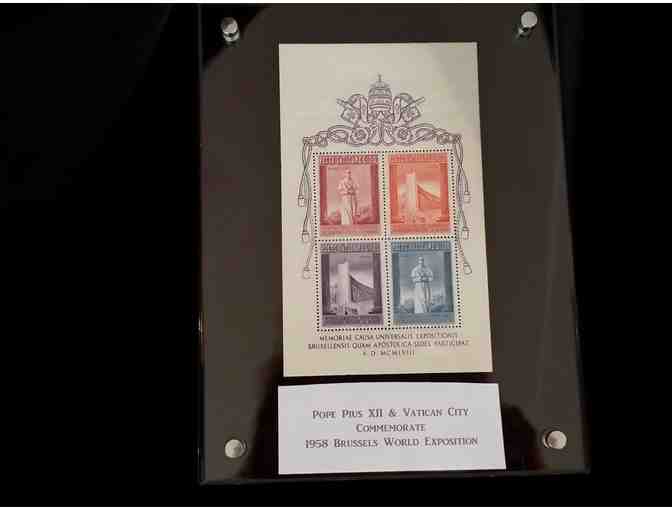 MEMORIAE CAUSA UNIVERSALIS EXPOSITIONIS
BRUXELLENSIS QUAM APOSTOLICA SEDES PARTICIPAT
A. D. MCMLVIII
POPE PIUS XII & VATICAN CITY
COMMEMORATE
1958 BRUSSELS WORLD EXPOSITION